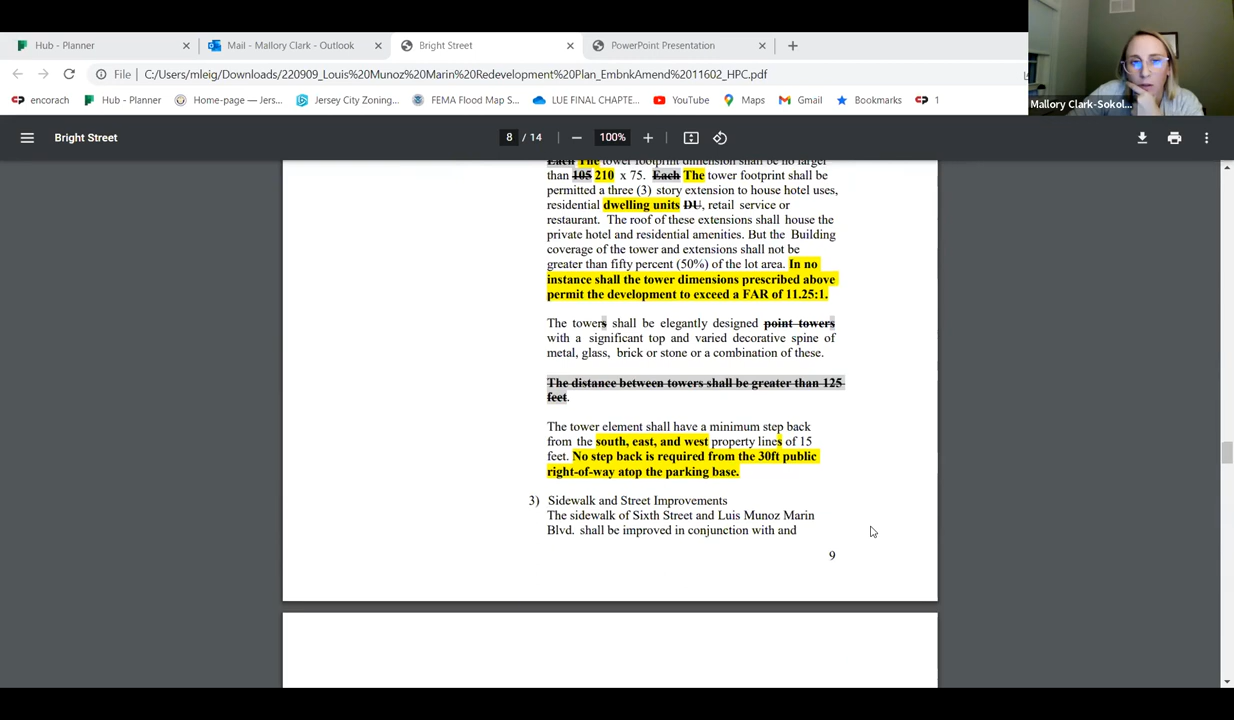 Hub - Planner
Mail - Mallory Clark - Outlook
Bright Street
PowerPoint Presentation
File
C:/Users/mleig/Downloads/220909_Louis%20Munoz%20Marin%20Redevelopment%20Plan_EmbnkAmend%2011602_HPC.pdf
encorach
Hub - Planner
Home-page — Jers...
Jersey City Zoning...
FEMA Flood Map S...
LUE FINAL CHAPTE...
YouTube
Maps
Gmail
Bookmarks
1
Mallory Clark-Sokol...
Bright Street
8 / 14
100%
Each The tower footprint dimension shall be no larger
than 105 210 x 75. Each The tower footprint shall be
permitted a three (3) story extension to house hotel uses,
residential dwelling units DU, retail service or
restaurant. The roof of these extensions shall house the
private hotel and residential amenities. But the Building
coverage of the tower and extensions shall not be
greater than fifty percent (50%) of the lot area. In no
instance shall the tower dimensions prescribed above
permit the development to exceed a FAR of 11.25:1.
The towers shall be elegantly designed point towers
with a significant top and varied decorative spine of
metal, glass, brick or stone or a combination of these.
The distance between towers shall be greater than 125
feet.
The tower element shall have a minimum step back
from the south, east, and west property lines of 15
feet. No step back is required from the 30ft public
right-of-way atop the parking base.
3) Sidewalk and Street Improvements
The sidewalk of Sixth Street and Luis Munoz Marin
Blvd. shall be improved in conjunction with and
9